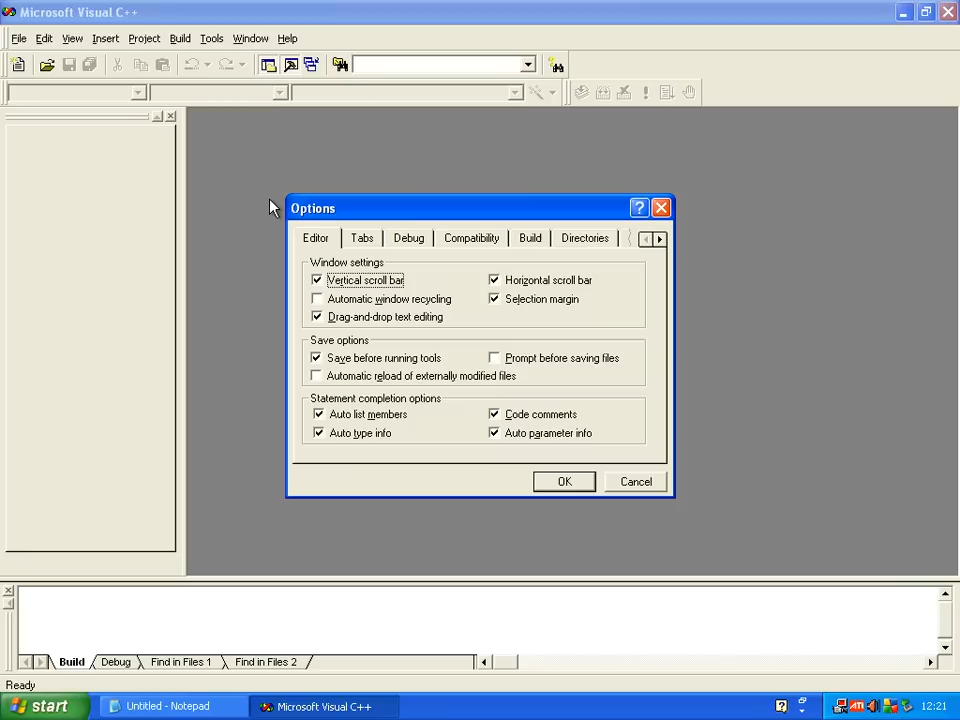 Microsoft Visual C++
File Edit View Insert Project Build Tools Window Help
Options
Editor Tabs Debug Compatibility Build Directories
Window settings
Vertical scroll bar Horizontal scroll bar
Automatic window recycling Selection margin
Drag-and-drop text editing
Save options
Save before running tools Prompt before saving files
Automatic reload of externally modified files
Statement completion options
Auto list members Code comments
Auto type info Auto parameter info
OK Cancel
Build Debug Find in Files 1 Find in Files 2
Ready
start Untitled - Notepad Microsoft Visual C++ ATI 12:21